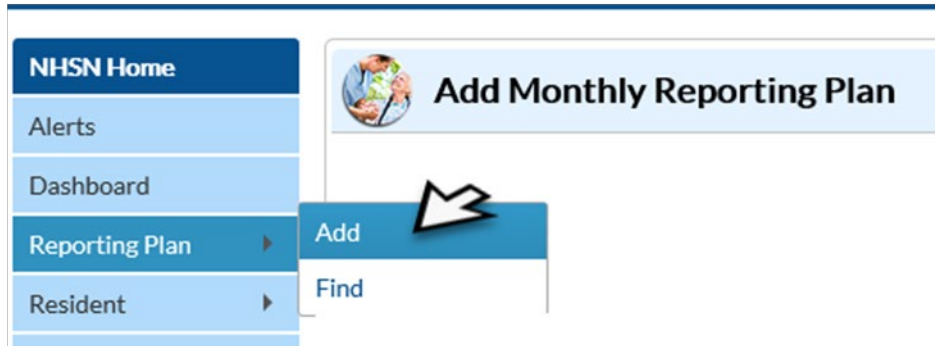 NHSN Home
Alerts
Dashboard
Reporting Plan
Resident
Add Monthly Reporting Plan
Add
Find